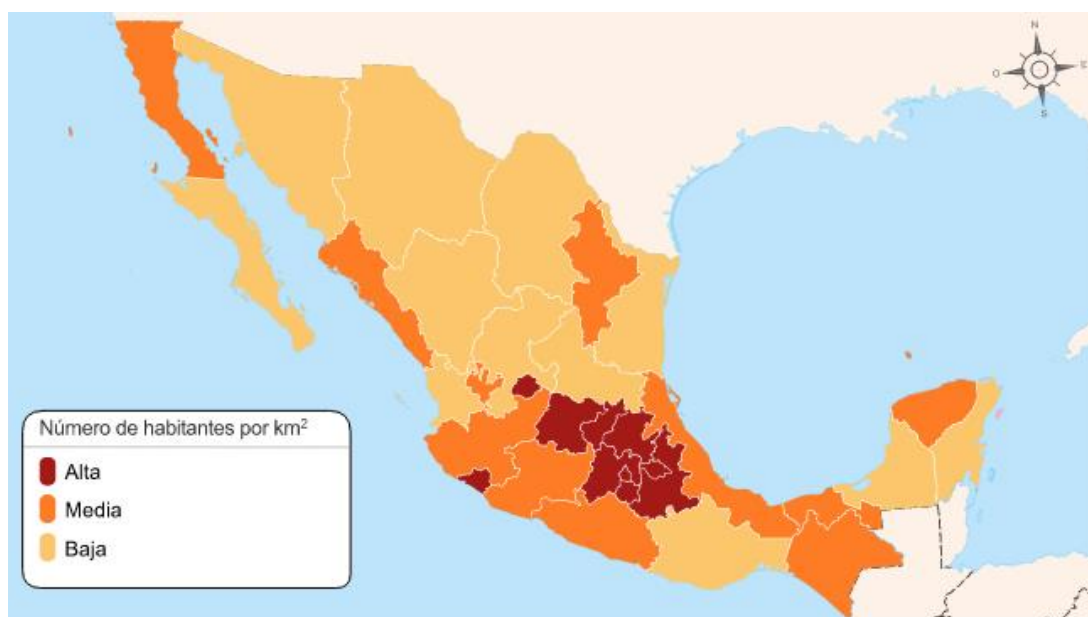 N
O
E
S
Número de habitantes por km²
Alta
Media
Baja